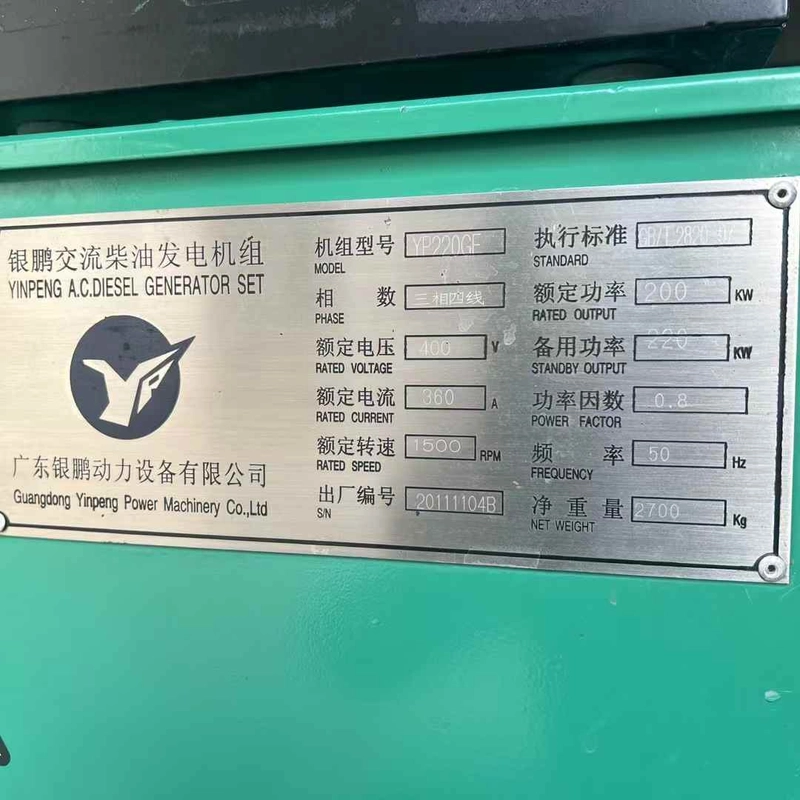 银鹏交流柴油发电机组
YINPENG A.C.DIESEL GENERATOR SET
YP
广东银鹏动力设备有限公司
Guangdong Yinpeng Power Machinery Co.,Ltd
机组型号 YP220GF
MODEL
相数 三相四线
PHASE
额定电压 400 V
RATED VOLTAGE
额定电流 360 A
RATED CURRENT
额定转速 1500 RPM
RATED SPEED
出厂编号 20111104B
S/N
执行标准 GB/T2820-97
STANDARD
额定功率 200 KW
RATED OUTPUT
备用功率 220 KW
STANDBY OUTPUT
功率因数 0.8
POWER FACTOR
频率 50 Hz
FREQUENCY
净重量 2700 Kg
NET WEIGHT